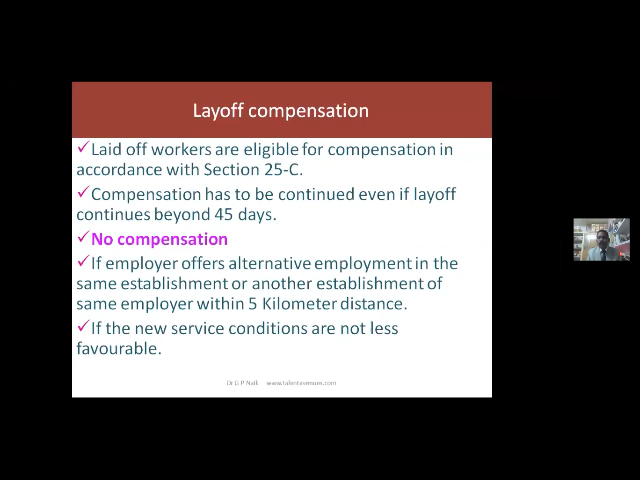 Layoff compensation
✓Laid off workers are eligible for compensation in
accordance with Section 25-C.
✓Compensation has to be continued even if layoff
continues beyond 45 days.
✓No compensation
✓If employer offers alternative employment in the
same establishment or another establishment of
same employer within 5 Kilometer distance.
✓If the new service conditions are not less
favourable.
Dr G P Naik www.talentavenues.com